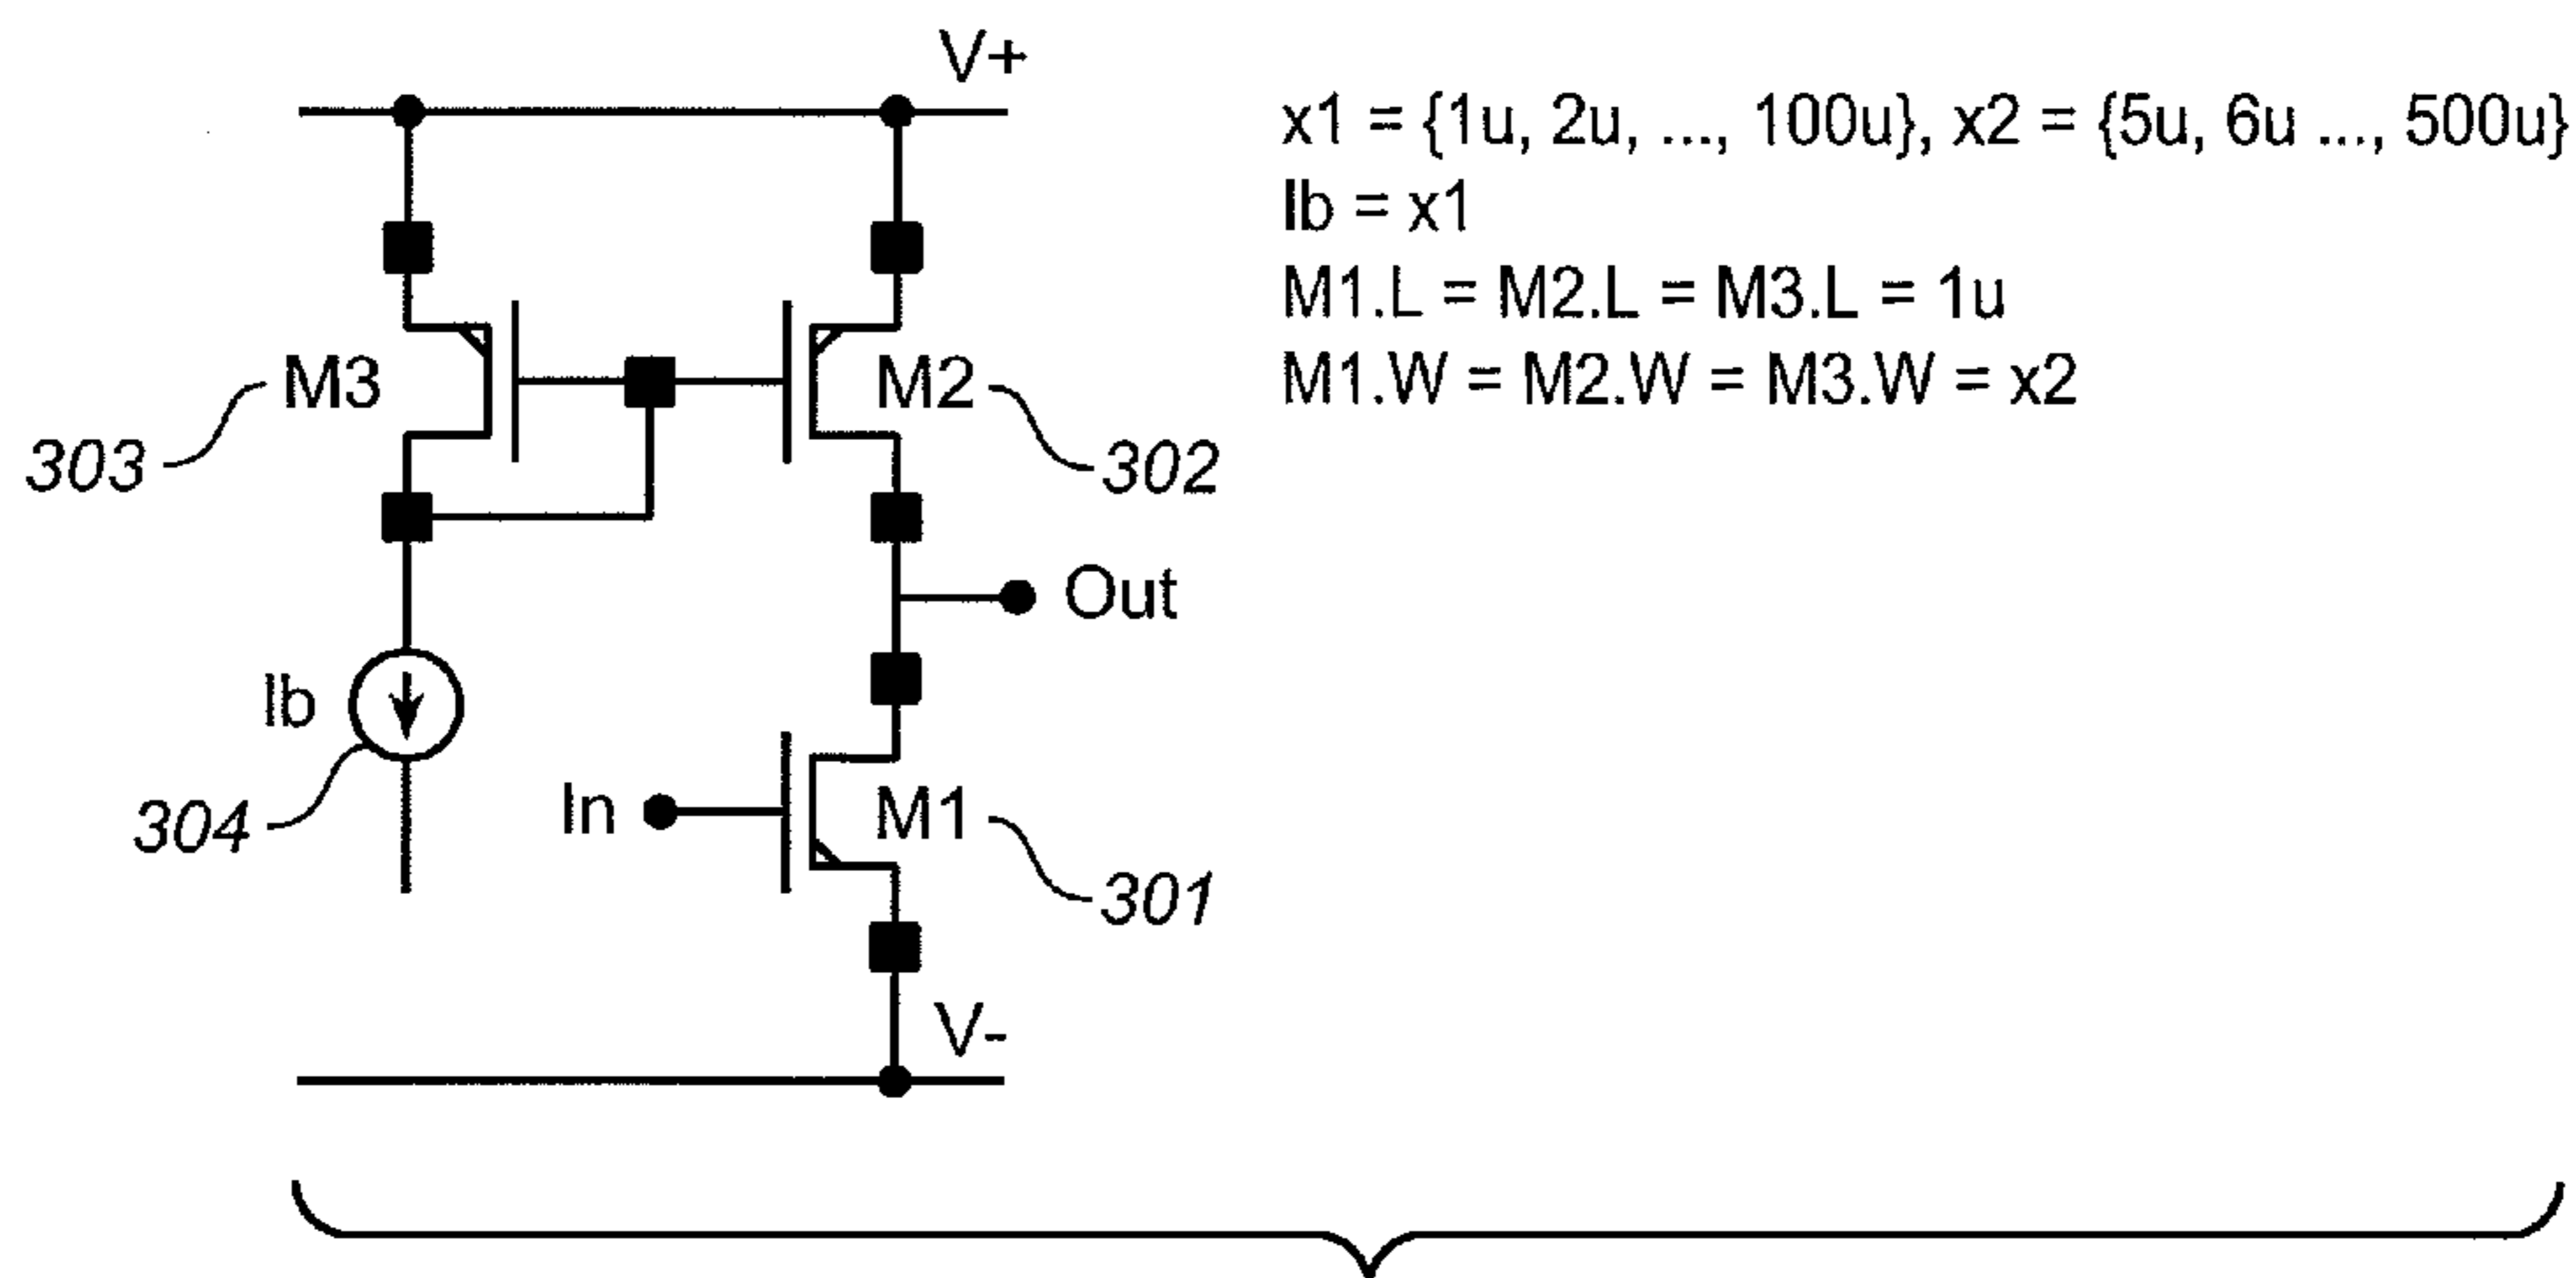 V+
x1 = {1u, 2u, ..., 100u}, x2 = {5u, 6u ..., 500u}
Ib = x1
M1.L = M2.L = M3.L = 1u
M1.W = M2.W = M3.W = x2
M3
M2
303
302
Out
Ib
In
M1
304
301
V-